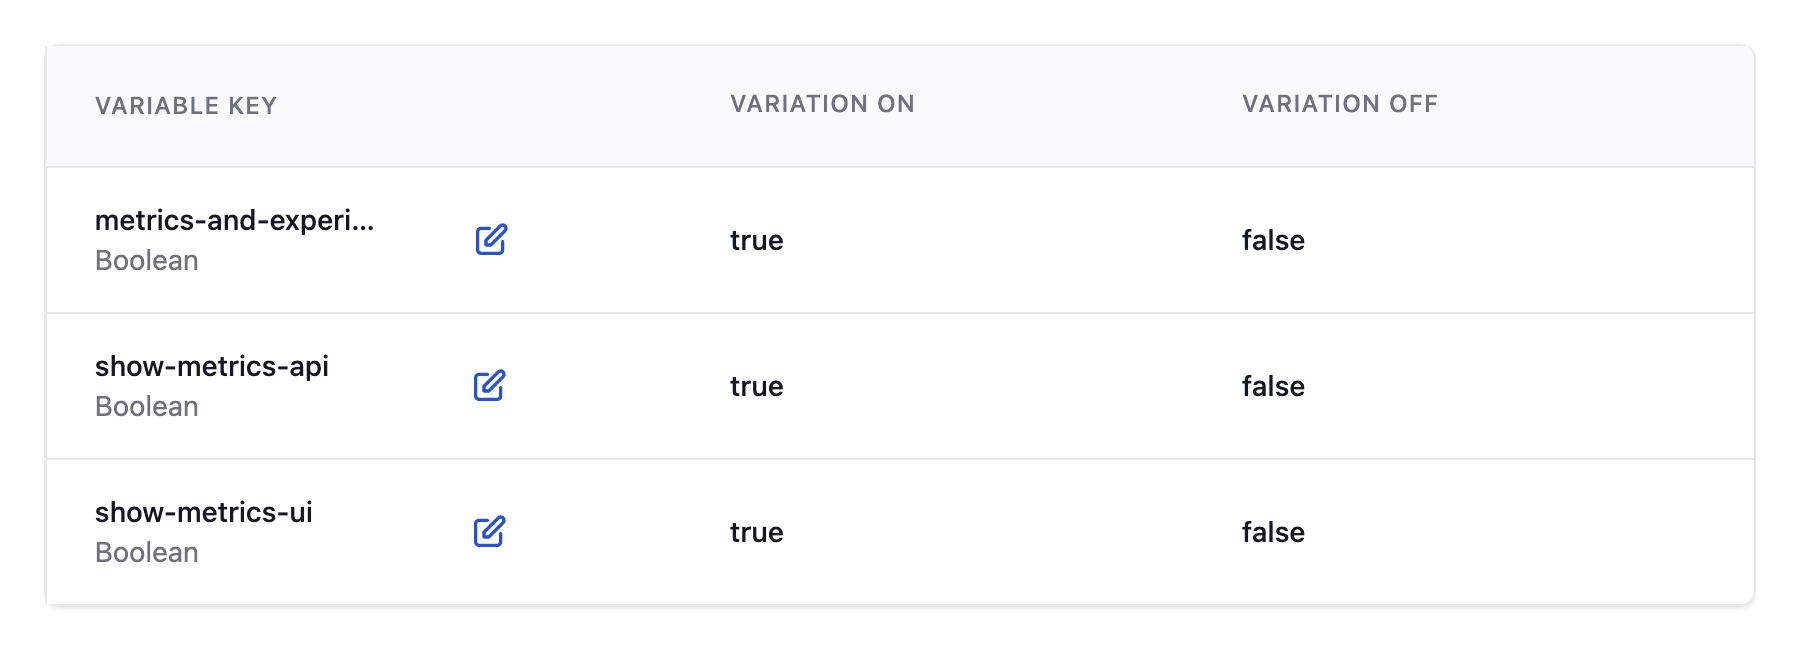 VARIABLE KEY VARIATION ON VARIATION OFF
metrics-and-experi...
Boolean
true false
show-metrics-api
Boolean
true false
show-metrics-ui
Boolean
true false